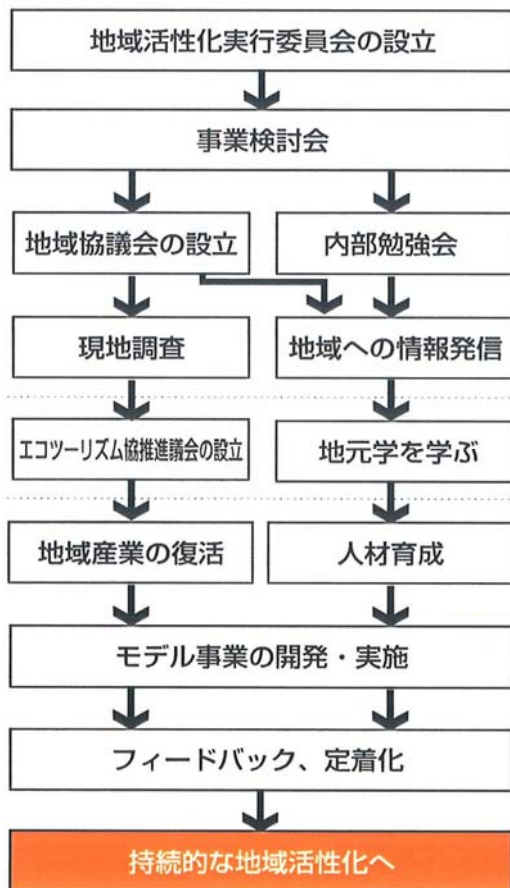 地域活性化実行委員会の設立
事業検討会
地域協議会の設立
内部勉強会
現地調査
地域への情報発信
エコツーリズム協推進議会の設立
地元学を学ぶ
地域産業の復活
人材育成
モデル事業の開発・実施
フィードバック、定着化
持続的な地域活性化へ